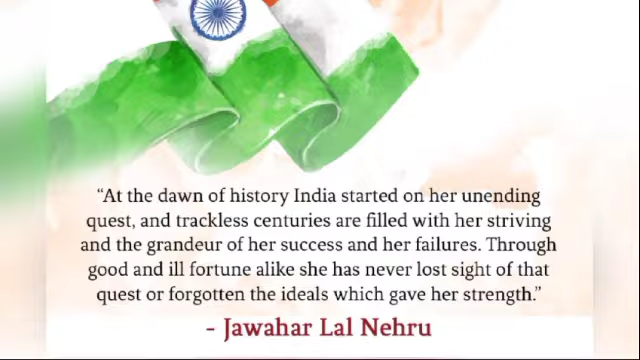 “At the dawn of history India started on her unending
quest, and trackless centuries are filled with her striving
and the grandeur of her success and her failures. Through
good and ill fortune alike she has never lost sight of that
quest or forgotten the ideals which gave her strength.”
- Jawahar Lal Nehru